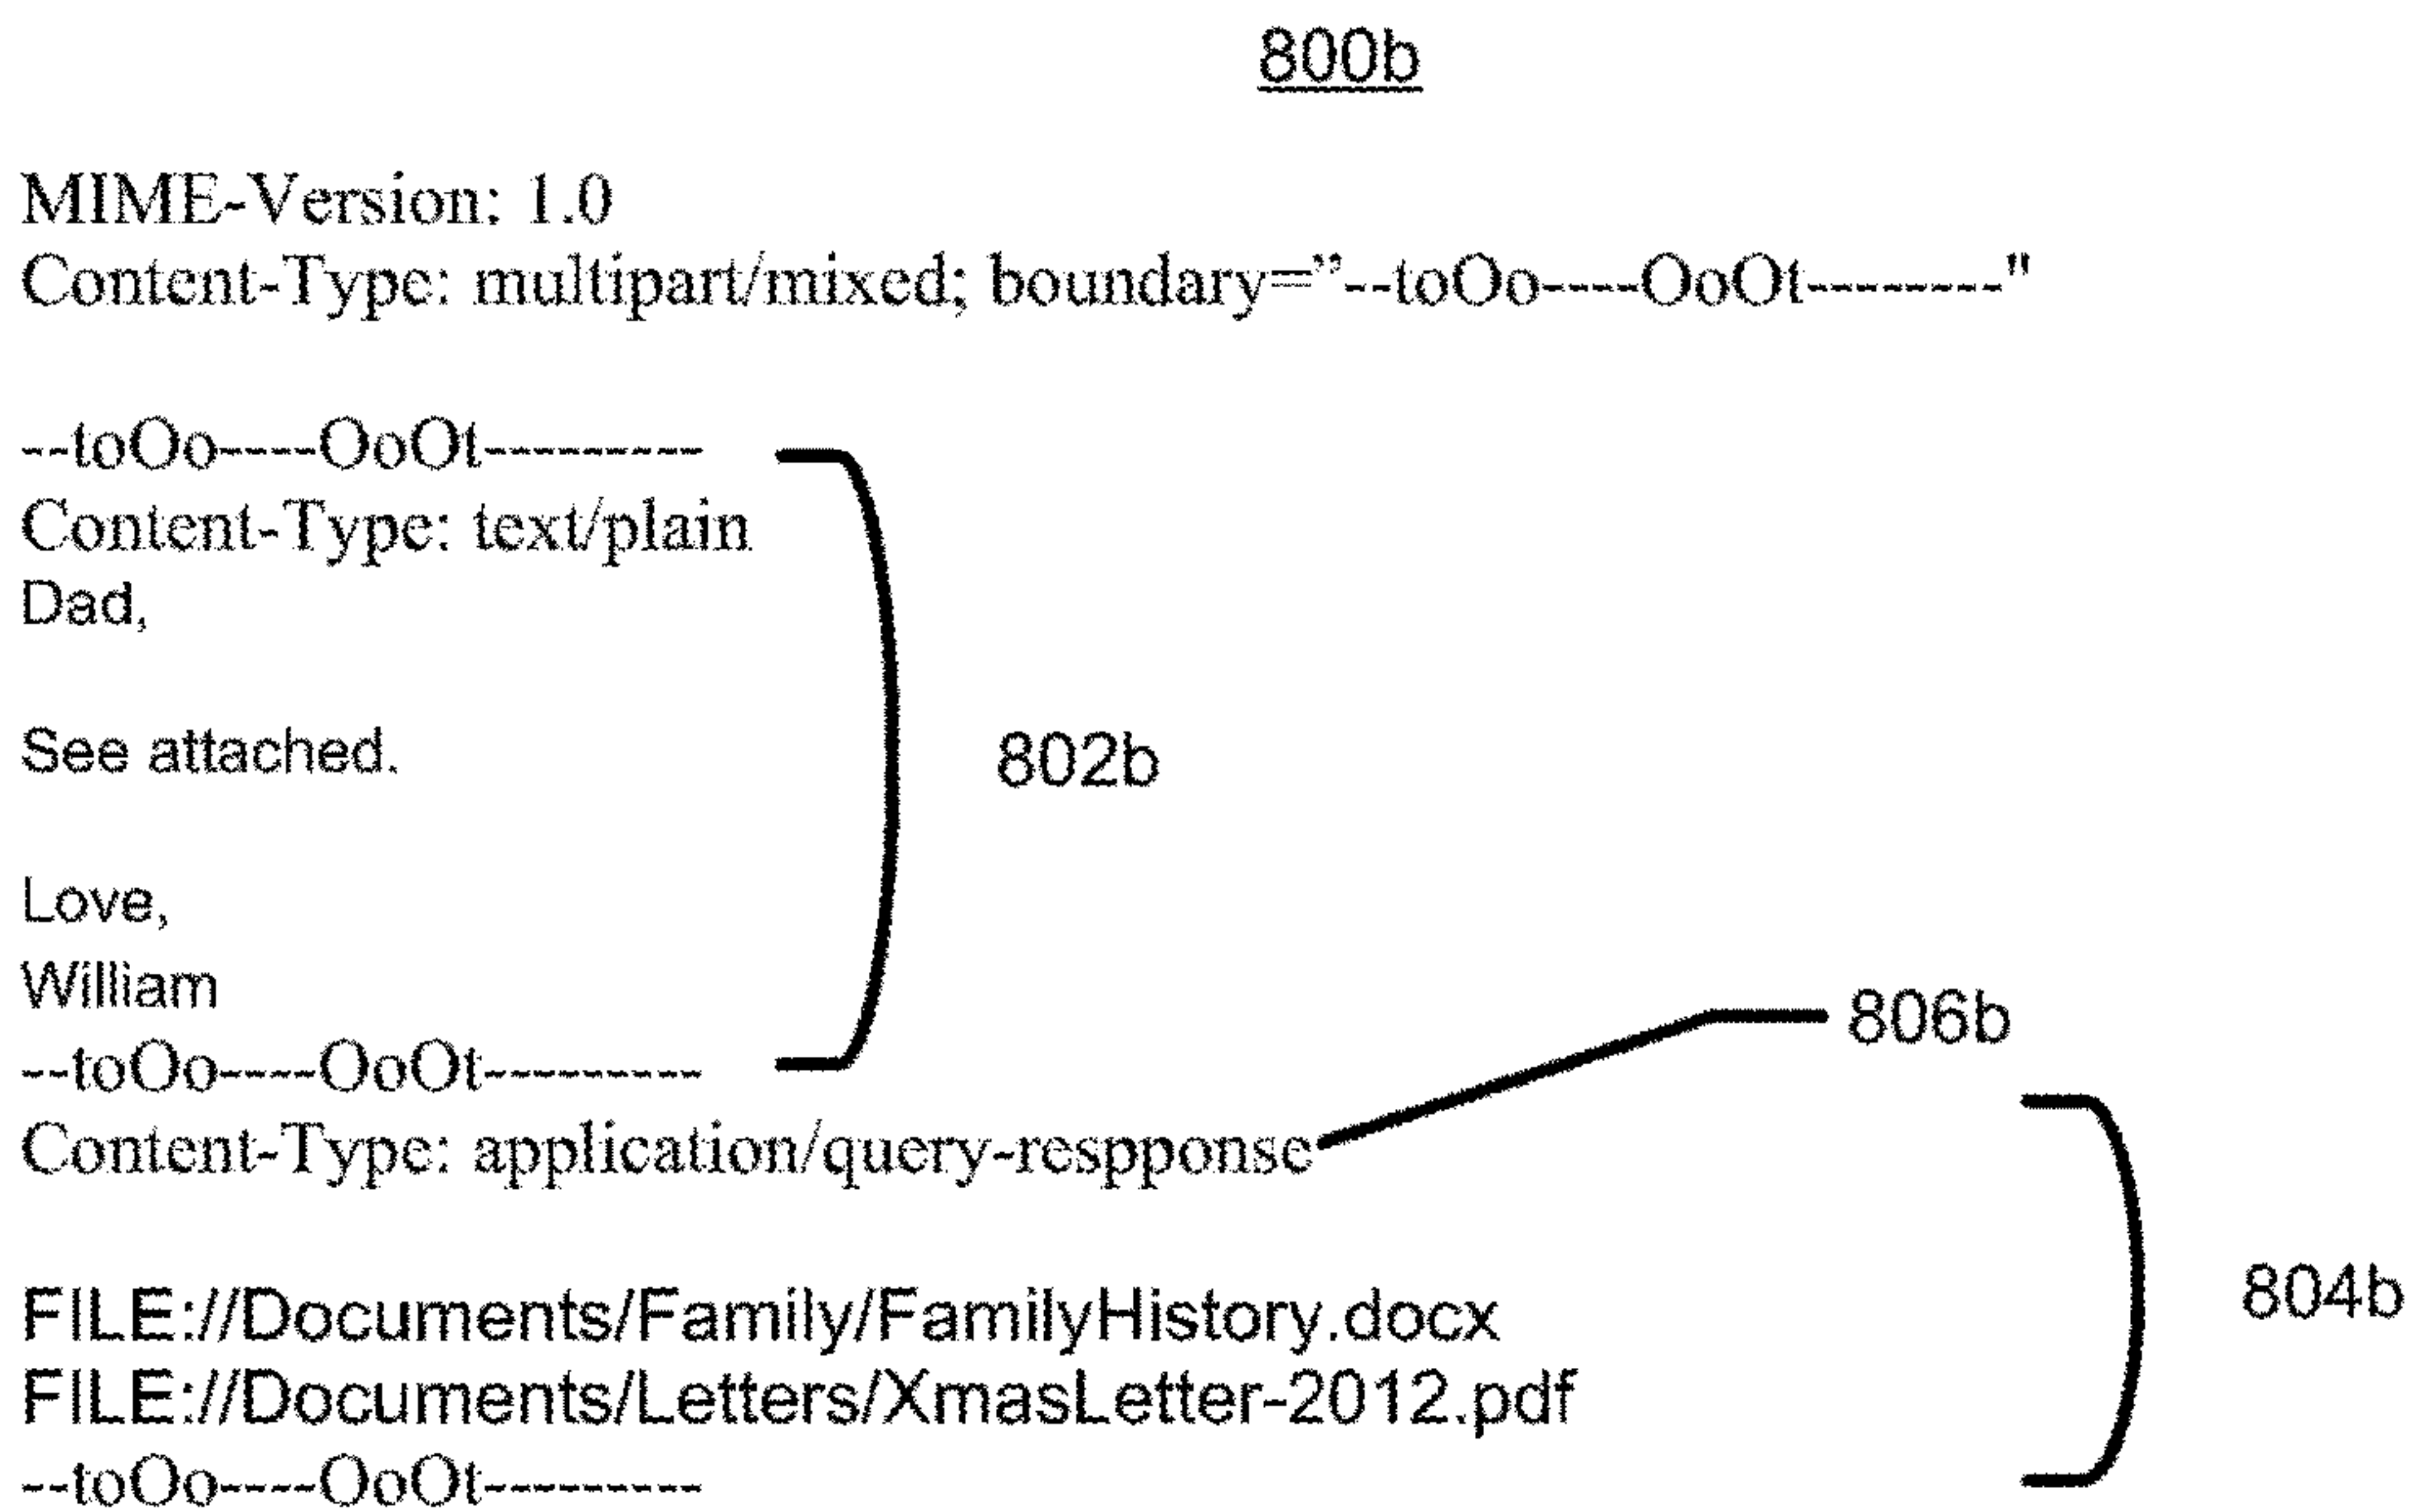 800b
MIME-Version: 1.0
Content-Type: multipart/mixed; boundary=”--toOo----OoOt--------"
--toOo----OoOt---------
Content-Type: text/plain
Dad,
See attached.
802b
Love,
William
806b
--toOo----OoOt---------
Content-Type: application/query-respponse
804b
FILE://Documents/Family/FamilyHistory.docx
FILE://Documents/Letters/XmasLetter-2012.pdf
--toOo----OoOt---------